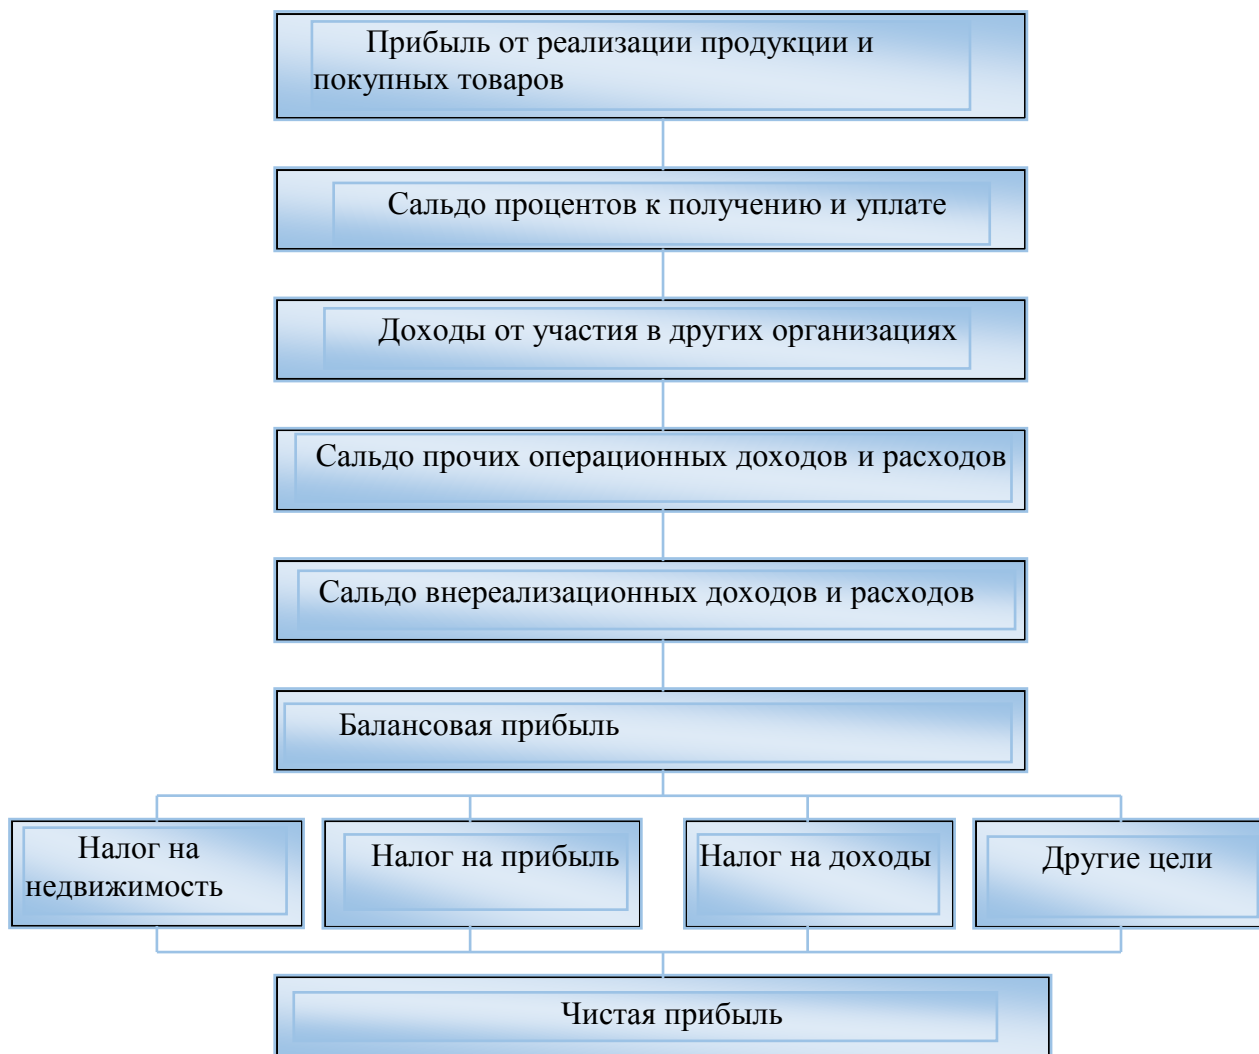 Прибыль от реализации продукции и
покупных товаров
Сальдо процентов к получению и уплате
Доходы от участия в других организациях
Сальдо прочих операционных доходов и расходов
Сальдо внереализационных доходов и расходов
Балансовая прибыль
Налог на
недвижимость
Налог на прибыль
Налог на доходы
Другие цели
Чистая прибыль